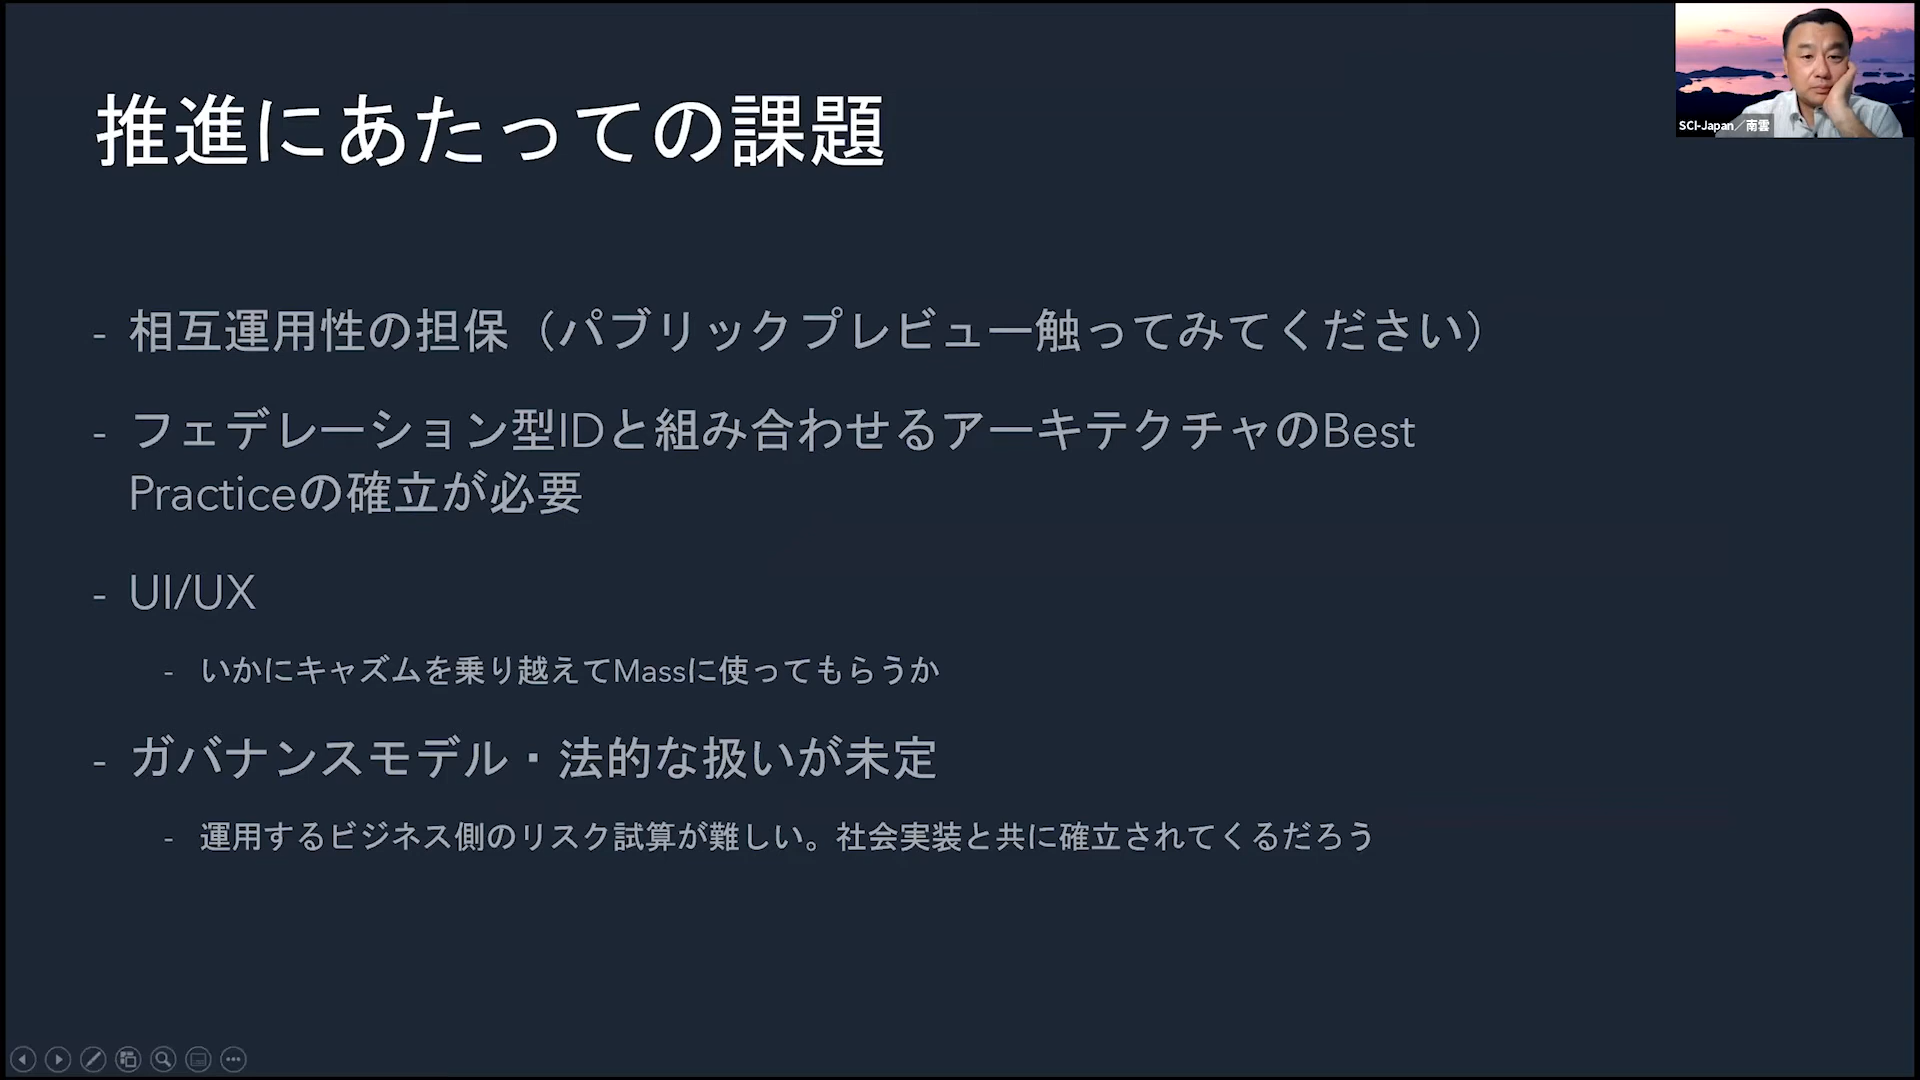 推進にあたっての課題
SCI-Japan／南雲
- 相互運用性の担保（パブリックプレビュー触ってみてください）
- フェデレーション型IDと組み合わせるアーキテクチャのBest
Practiceの確立が必要
- UI/UX
- いかにキャズムを乗り越えてMassに使ってもらうか
- ガバナンスモデル・法的な扱いが未定
- 運用するビジネス側のリスク試算が難しい。社会実装と共に確立されてくるだろう